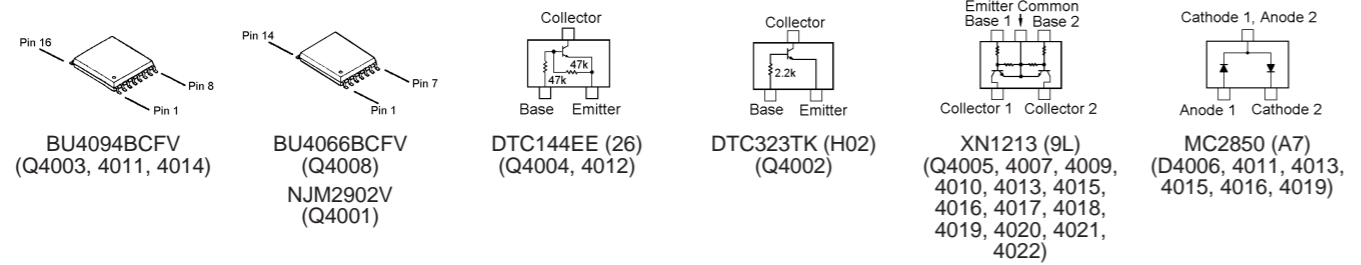 Pin 16
Pin 8
Pin 1
BU4094BCFV
(Q4003, 4011, 4014)
Pin 14
Pin 7
Pin 1
BU4066BCFV
(Q4008)
NJM2902V
(Q4001)
Collector
47k
47k
Base Emitter
DTC144EE (26)
(Q4004, 4012)
Collector
2.2k
Base Emitter
DTC323TK (H02)
(Q4002)
Emitter Common
Base 1 Base 2
Collector 1 Collector 2
XN1213 (9L)
(Q4005, 4007, 4009,
4010, 4013, 4015,
4016, 4017, 4018,
4019, 4020, 4021,
4022)
Cathode 1, Anode 2
Anode 1 Cathode 2
MC2850 (A7)
(D4006, 4011, 4013,
4015, 4016, 4019)